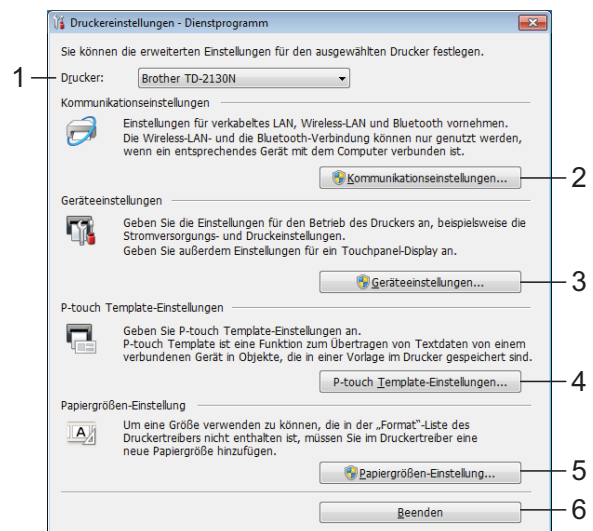 Druckereinstellungen - Dienstprogramm
Sie können die erweiterten Einstellungen für den ausgewählten Drucker festlegen.
1 Drucker: Brother TD-2130N
Kommunikationseinstellungen
Einstellungen für verkabeltes LAN, Wireless-LAN und Bluetooth vornehmen.
Die Wireless-LAN- und die Bluetooth-Verbindung können nur genutzt werden,
wenn ein entsprechendes Gerät mit dem Computer verbunden ist.
Kommunikationseinstellungen... 2
Geräteeinstellungen
Geben Sie die Einstellungen für den Betrieb des Druckers an, beispielsweise die
Stromversorgungs- und Druckeinstellungen.
Geben Sie außerdem Einstellungen für ein Touchpanel-Display an.
Geräteeinstellungen... 3
P-touch Template-Einstellungen
Geben Sie P-touch Template-Einstellungen an.
P-touch Template ist eine Funktion zum Übertragen von Textdaten von einem
verbundenen Gerät in Objekte, die in einer Vorlage im Drucker gespeichert sind.
P-touch Template-Einstellungen... 4
Papiergrößen-Einstellung
A
Um eine Größe verwenden zu können, die in der „Format“-Liste des
Druckertreibers nicht enthalten ist, müssen Sie im Druckertreiber eine
neue Papiergröße hinzufügen.
Papiergrößen-Einstellung... 5
Beenden 6